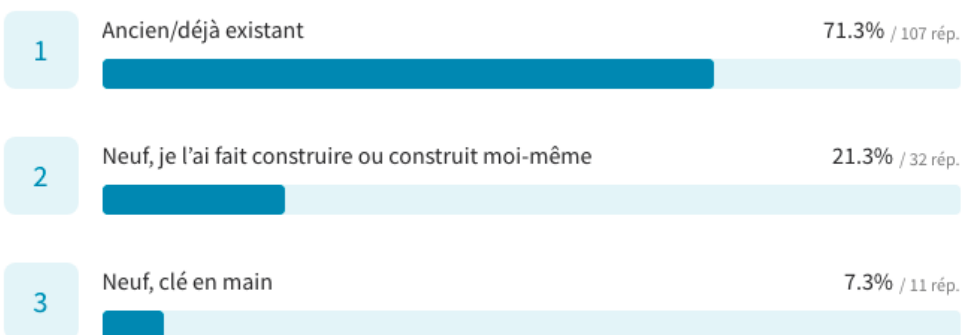 1
Ancien/déjà existant
71.3% / 107 rép.
2
Neuf, je l’ai fait construire ou construit moi-même
21.3% / 32 rép.
3
Neuf, clé en main
7.3% / 11 rép.